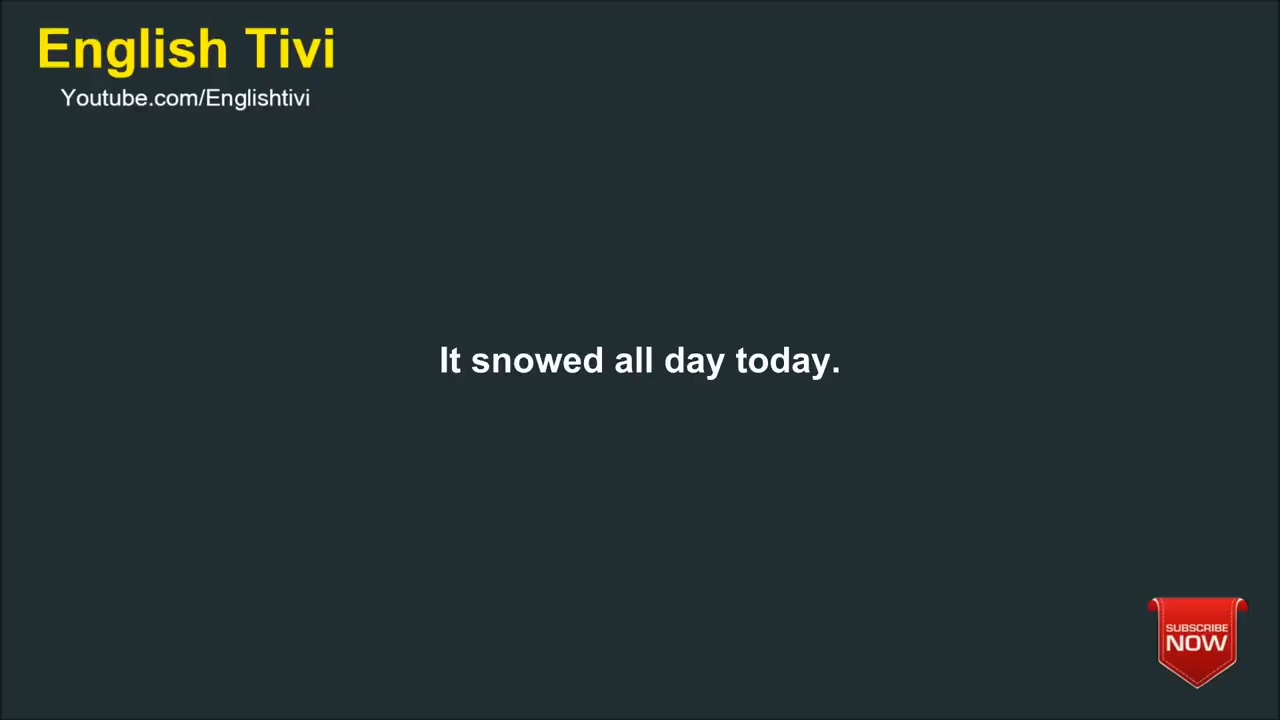 English Tivi
Youtube.com/Englishtivi
It snowed all day today.
SUBSCRIBE
NOW